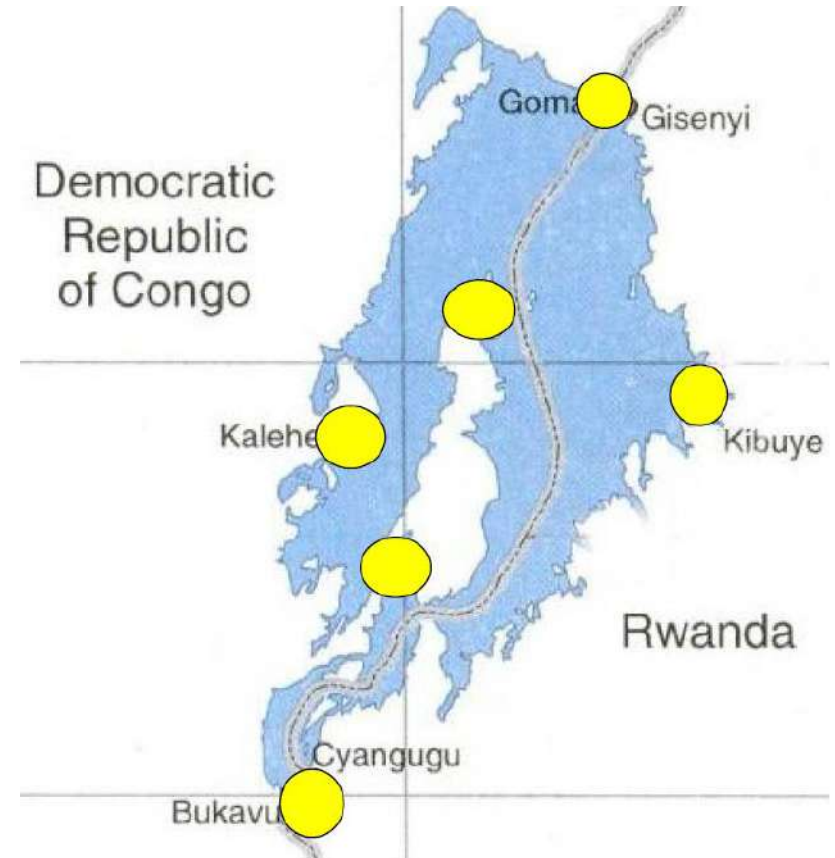 Goma
Gisenyi
Democratic
Republic
of Congo
Kalehe
Kibuye
Rwanda
Cyangugu
Bukavu